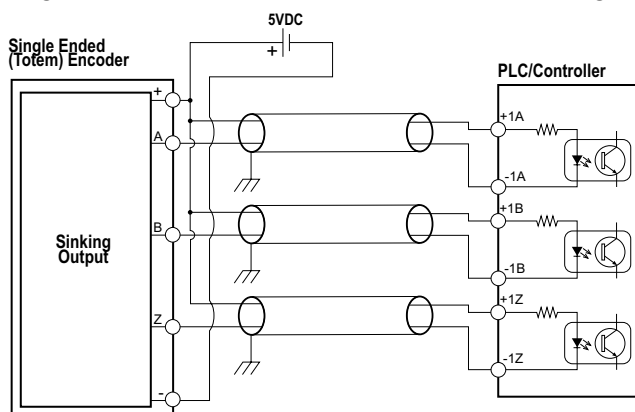 5VDC
+
Single Ended
(Totem) Encoder
PLC/Controller
+
A
B
Z
-
Sinking
Output
+1A
-1A
+1B
-1B
+1Z
-1Z